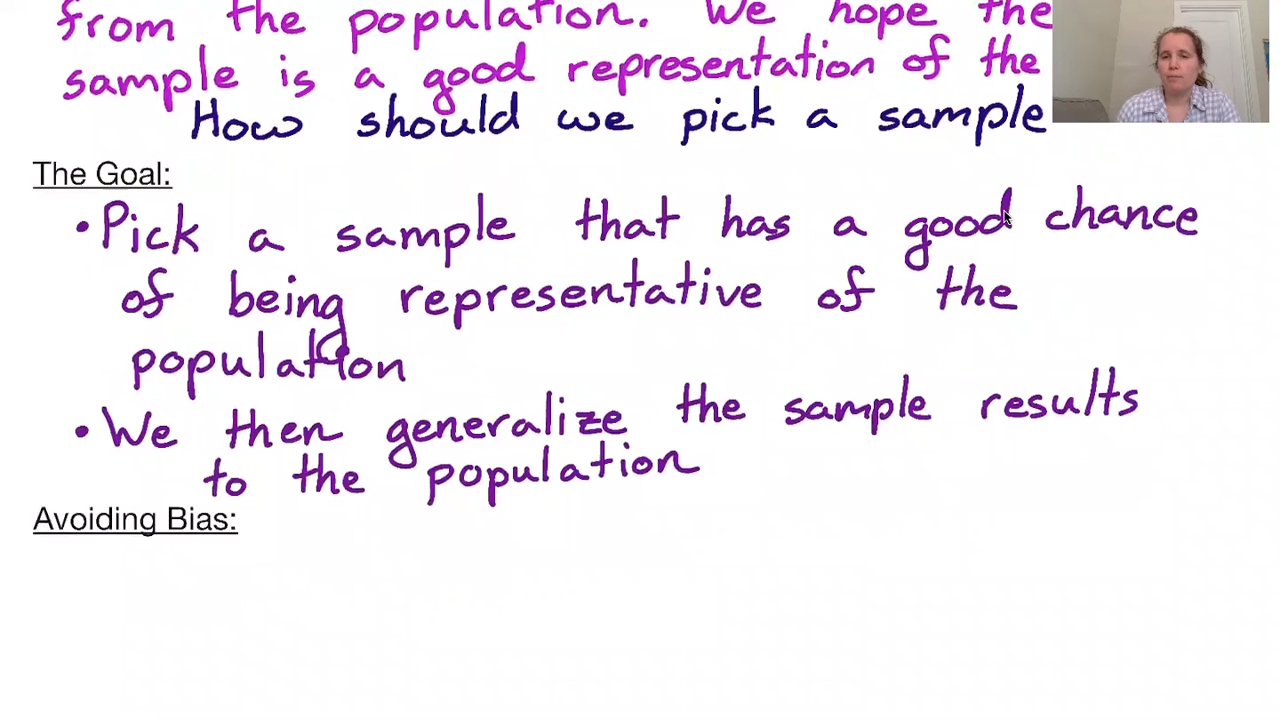 from the population. We hope the
sample is a good representation of the
How should we pick a sample
The Goal:
• Pick a sample that has a good chance
of being representative of the
population
• We then generalize the sample results
to the population
Avoiding Bias: